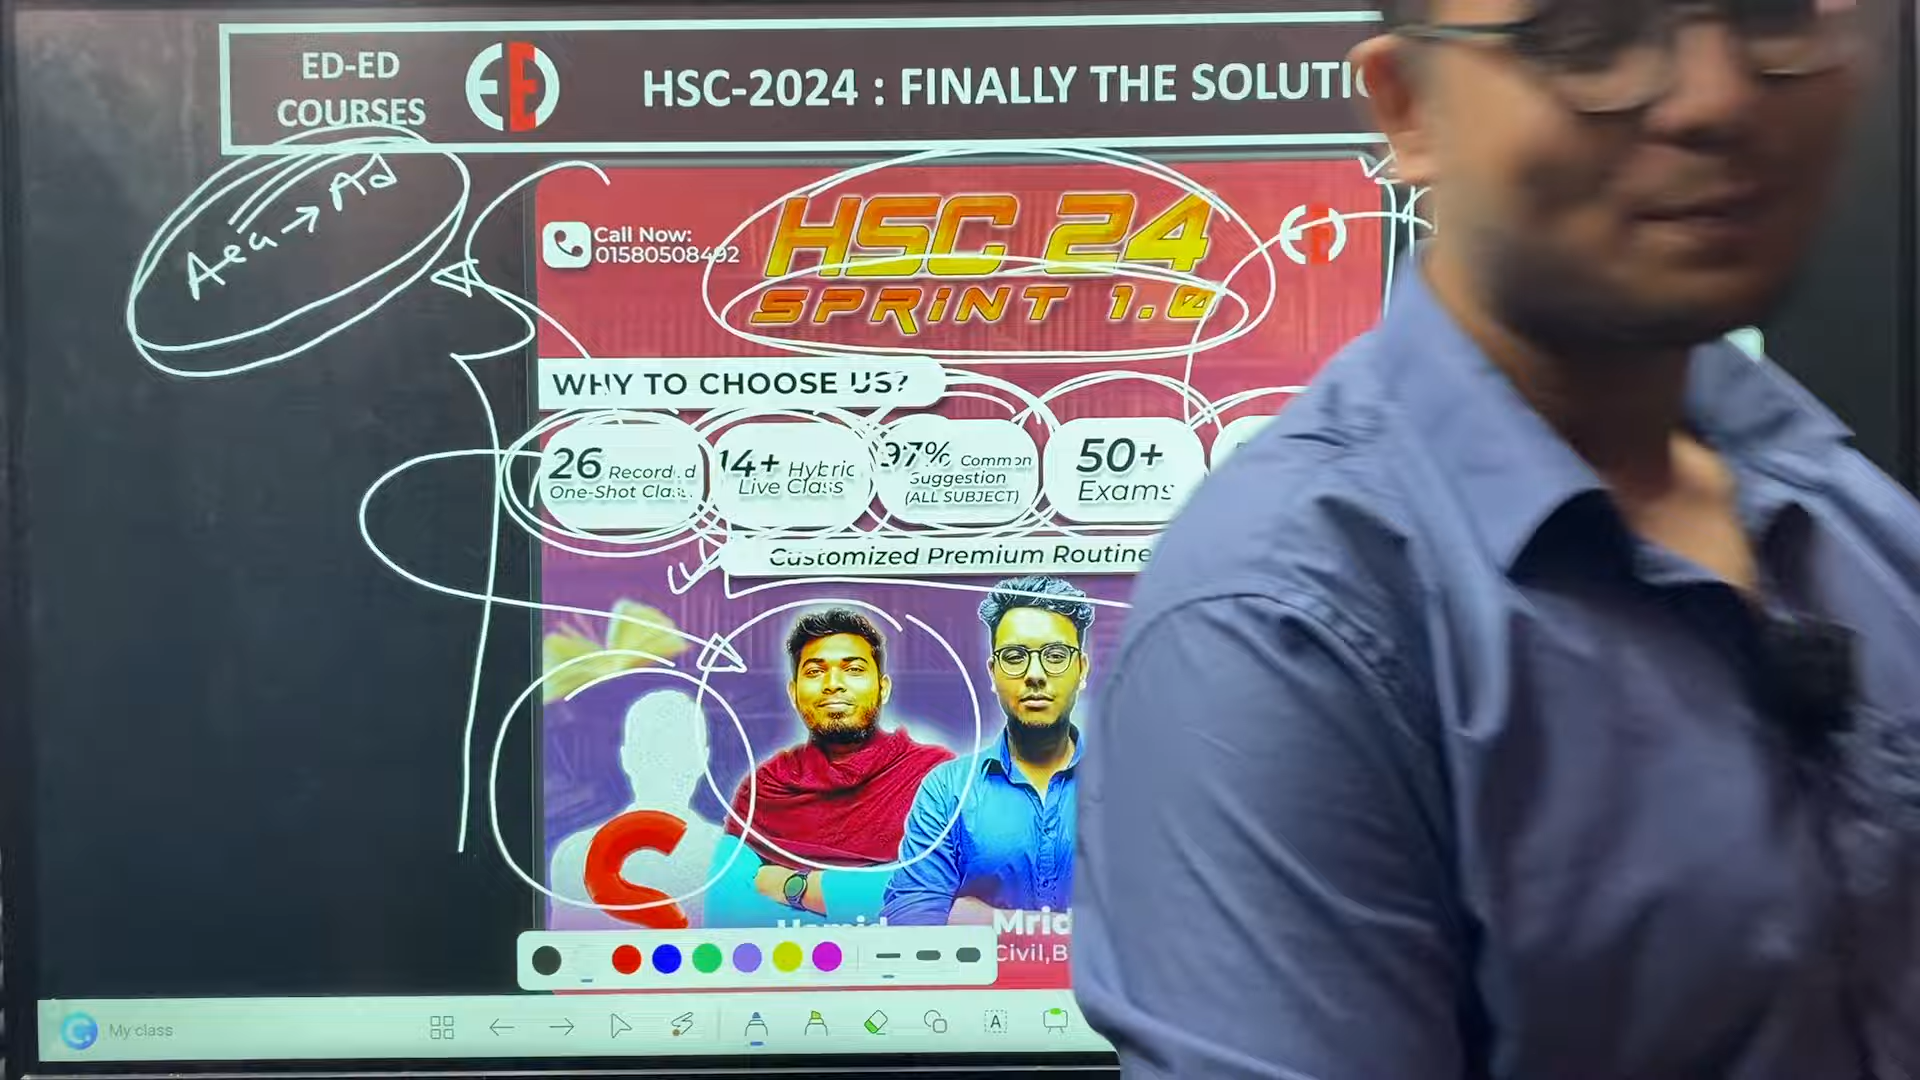 ED-ED
COURSES
HSC-2024 : FINALLY THE SOLUTI
Ad
Call Now:
01580508492
HSC 24
SPRINT 1.0
WHY TO CHOOSE US?
26 Recorded
One-Shot Class
14+ Hybrid
Live Class
97% Common
Suggestion
(ALL SUBJECT)
50+
Exams
Customized Premium Routine
Hamid
Mrid
Civil,B
My class